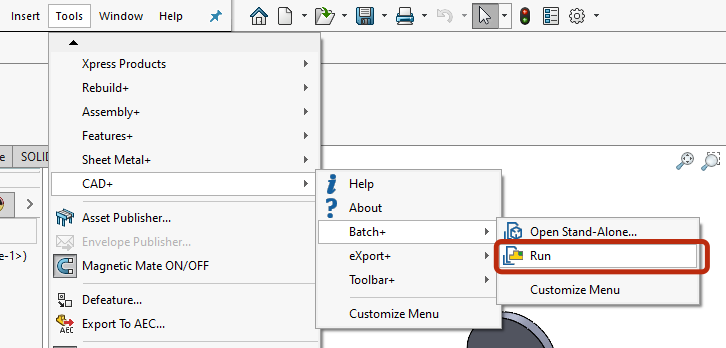 Insert Tools Window Help
Xpress Products
Rebuild+
Assembly+
Features+
e SOLID Sheet Metal+
CAD+
Help
About
Asset Publisher...
Batch+
Open Stand-Alone...
Envelope Publisher...
e-1>)
eXport+
Run
Magnetic Mate ON/OFF
Toolbar+
Customize Menu
Defeature...
Customize Menu
Export To AEC...